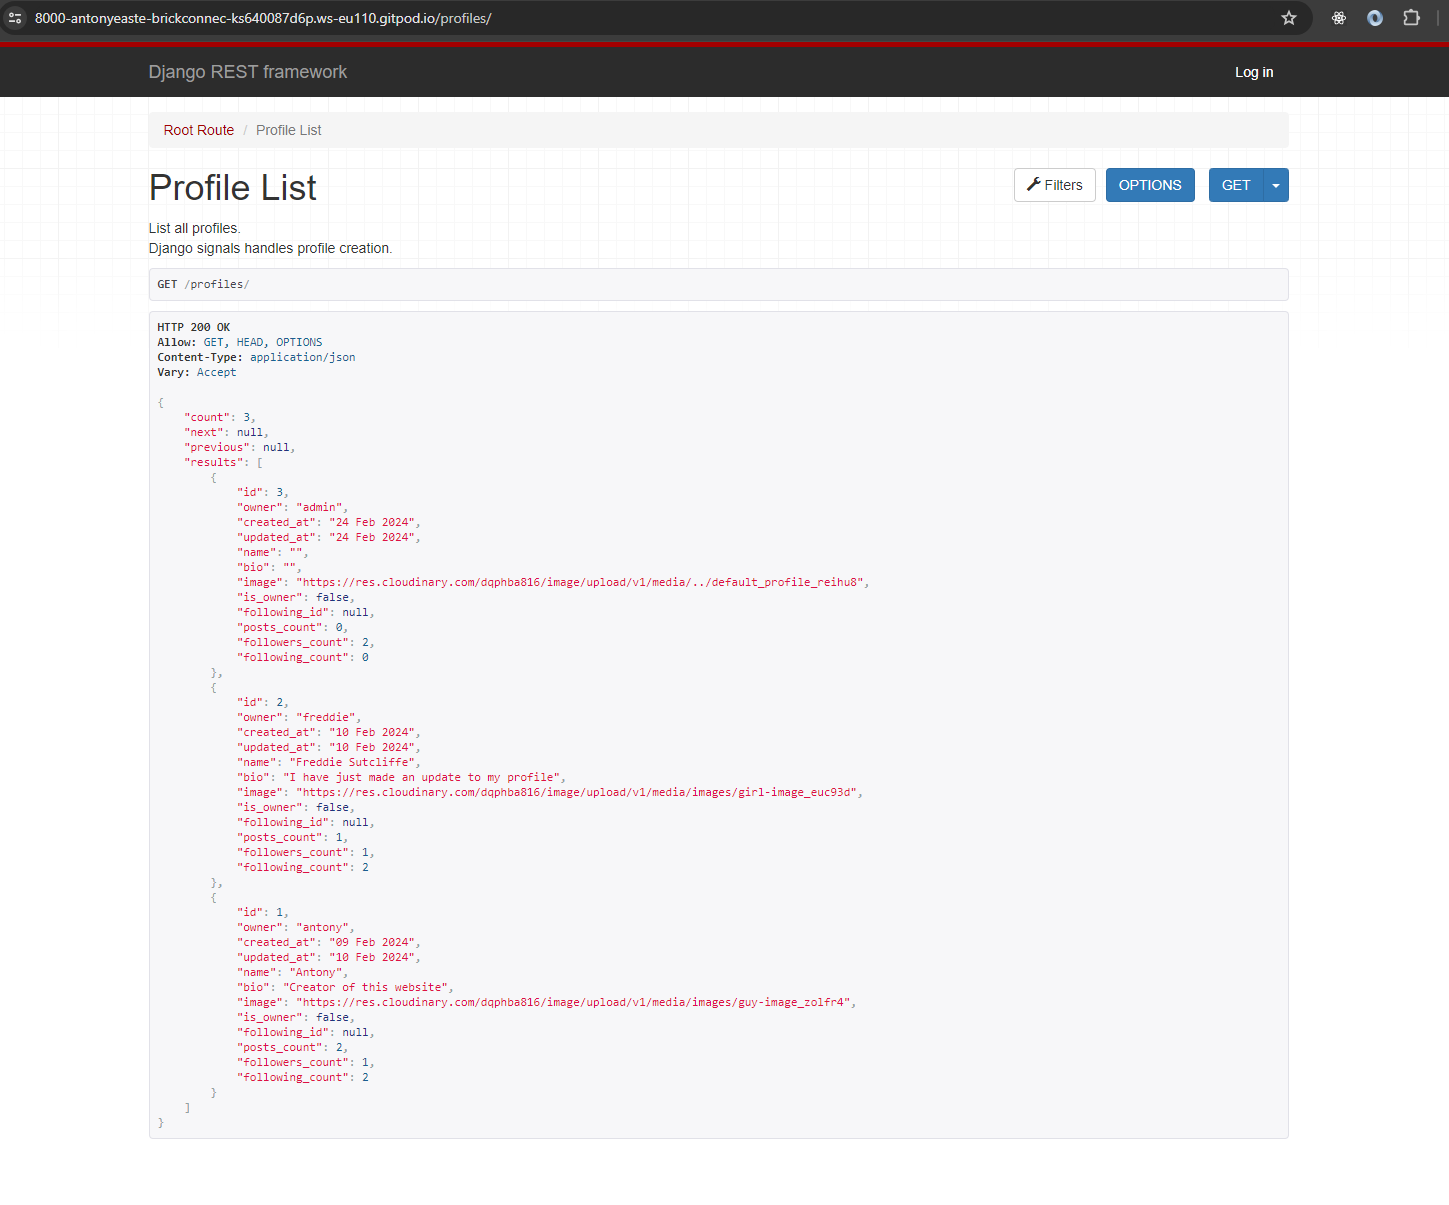 8000-antonyeaste-brickconnec-ks640087d6p.ws-eu110.gitpod.io/profiles/
Django REST framework
Log in
Root Route / Profile List
Profile List
Filters
OPTIONS
GET
List all profiles.
Django signals handles profile creation.
GET /profiles/
HTTP 200 OK
Allow: GET, HEAD, OPTIONS
Content-Type: application/json
Vary: Accept
{
    "count": 3,
    "next": null,
    "previous": null,
    "results": [
        {
            "id": 3,
            "owner": "admin",
            "created_at": "24 Feb 2024",
            "updated_at": "24 Feb 2024",
            "name": "",
            "bio": "",
            "image": "https://res.cloudinary.com/dqphba816/image/upload/v1/media/../default_profile_reihu8",
            "is_owner": false,
            "following_id": null,
            "posts_count": 0,
            "followers_count": 2,
            "following_count": 0
        },
        {
            "id": 2,
            "owner": "freddie",
            "created_at": "10 Feb 2024",
            "updated_at": "10 Feb 2024",
            "name": "Freddie Sutcliffe",
            "bio": "I have just made an update to my profile",
            "image": "https://res.cloudinary.com/dqphba816/image/upload/v1/media/images/girl-image_euc93d",
            "is_owner": false,
            "following_id": null,
            "posts_count": 1,
            "followers_count": 1,
            "following_count": 2
        },
        {
            "id": 1,
            "owner": "antony",
            "created_at": "09 Feb 2024",
            "updated_at": "10 Feb 2024",
            "name": "Antony",
            "bio": "Creator of this website",
            "image": "https://res.cloudinary.com/dqphba816/image/upload/v1/media/images/guy-image_zolfr4",
            "is_owner": false,
            "following_id": null,
            "posts_count": 2,
            "followers_count": 1,
            "following_count": 2
        }
    ]
}